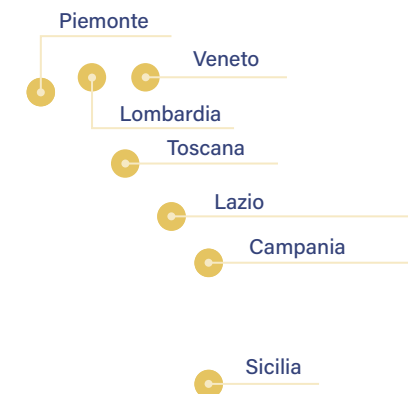 Piemonte
Veneto
Lombardia
Toscana
Lazio
Campania
Sicilia